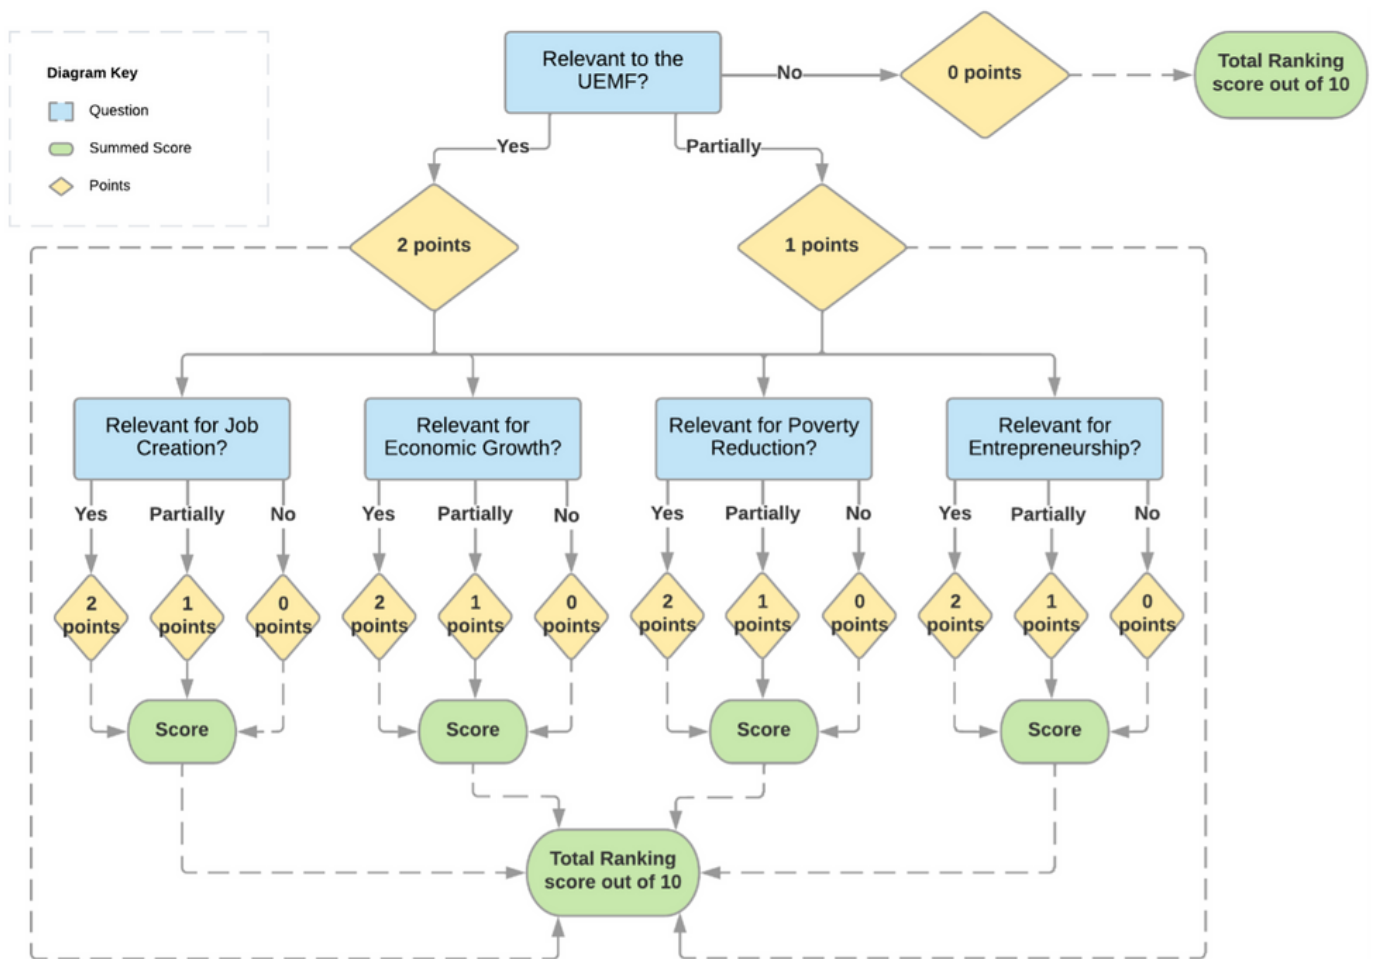 Relevant to the
UEMF?
No
0 points
Total Ranking
score out of 10
Diagram Key
Question
Summed Score
Points
Yes
Partially
2 points
1 points
Relevant for Job
Creation?
Relevant for
Economic Growth?
Relevant for Poverty
Reduction?
Relevant for
Entrepreneurship?
Yes
Partially
No
Yes
Partially
No
Yes
Partially
No
Yes
Partially
No
2
points
1
points
0
points
2
points
1
points
0
points
2
points
1
points
0
points
2
points
1
points
0
points
Score
Score
Score
Score
Total Ranking
score out of 10